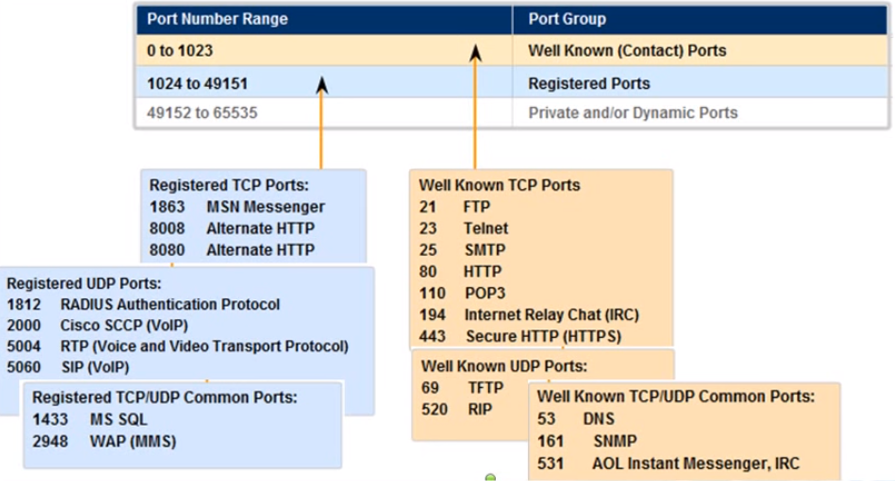 Port Number Range Port Group
0 to 1023 Well Known (Contact) Ports
1024 to 49151 Registered Ports
49152 to 65535 Private and/or Dynamic Ports
Registered TCP Ports:
1863 MSN Messenger
8008 Alternate HTTP
8080 Alternate HTTP
Registered UDP Ports:
1812 RADIUS Authentication Protocol
2000 Cisco SCCP (VoIP)
5004 RTP (Voice and Video Transport Protocol)
5060 SIP (VoIP)
Registered TCP/UDP Common Ports:
1433 MS SQL
2948 WAP (MMS)
Well Known TCP Ports
21 FTP
23 Telnet
25 SMTP
80 HTTP
110 POP3
194 Internet Relay Chat (IRC)
443 Secure HTTP (HTTPS)
Well Known UDP Ports:
69 TFTP
520 RIP
Well Known TCP/UDP Common Ports:
53 DNS
161 SNMP
531 AOL Instant Messenger, IRC